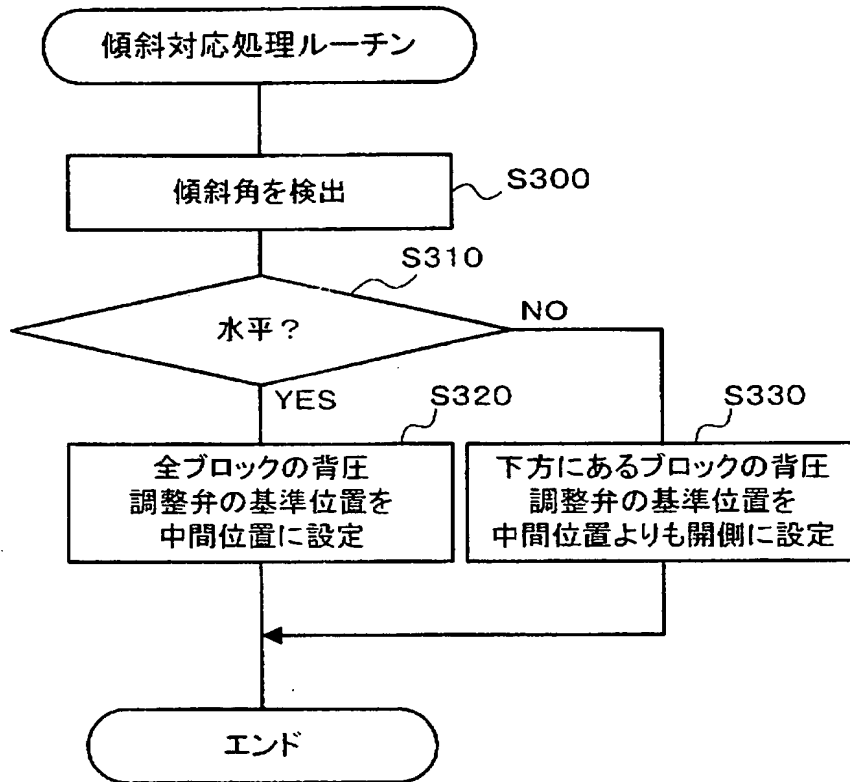 傾斜対応処理ルーチン
傾斜角を検出
S300
S310
水平？
NO
YES
S320
S330
全ブロックの背圧
調整弁の基準位置を
中間位置に設定
下方にあるブロックの背圧
調整弁の基準位置を
中間位置よりも開側に設定
エンド